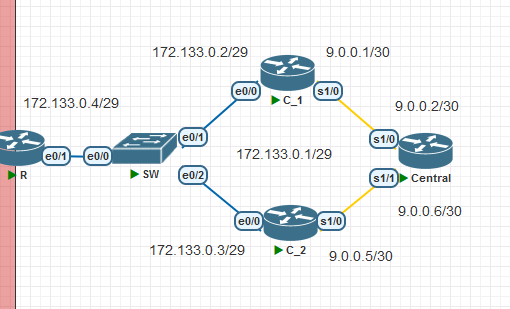 172.133.0.2/29
9.0.0.1/30
e0/0
s1/0
C_1
172.133.0.4/29
9.0.0.2/30
e0/1
s1/0
R
e0/1
e0/0
SW
172.133.0.1/29
e0/2
s1/1
Central
e0/0
s1/0
9.0.0.6/30
172.133.0.3/29
C_2
9.0.0.5/30